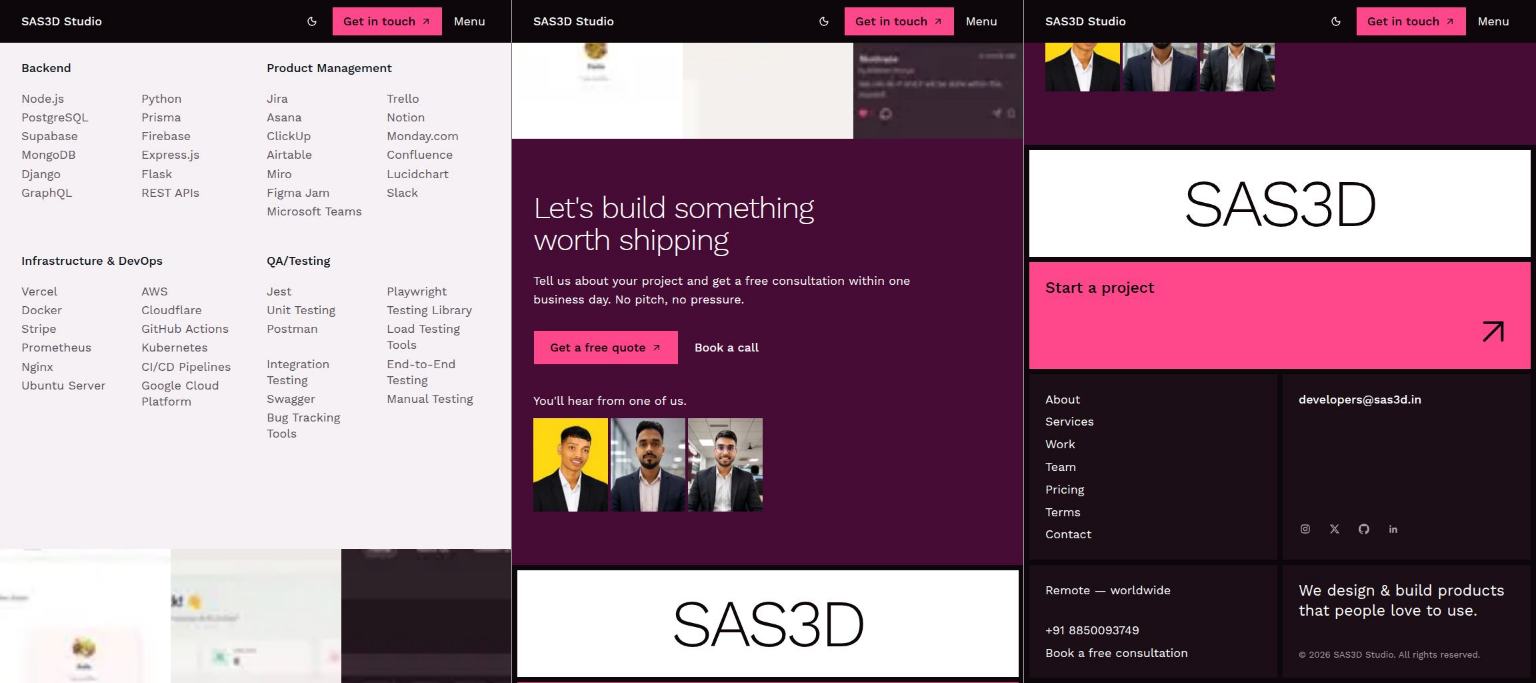 SAS3D Studio
Get in touch
Menu
Backend
Node.js
PostgreSQL
Supabase
MongoDB
Django
GraphQL
Python
Prisma
Firebase
Express.js
Flask
REST APIs
Product Management
Jira
Asana
ClickUp
Airtable
Miro
Figma Jam
Microsoft Teams
Trello
Notion
Monday.com
Confluence
Lucidchart
Slack
Infrastructure & DevOps
Vercel
Docker
Stripe
Prometheus
Nginx
Ubuntu Server
AWS
Cloudflare
GitHub Actions
Kubernetes
CI/CD Pipelines
Google Cloud
Platform
QA/Testing
Jest
Unit Testing
Postman
Integration
Testing
Swagger
Bug Tracking
Tools
Playwright
Testing Library
Load Testing
Tools
End-to-End
Testing
Manual Testing
SAS3D Studio
Get in touch
Menu
Let's build something
worth shipping
Tell us about your project and get a free consultation within one
business day. No pitch, no pressure.
Get a free quote
Book a call
You'll hear from one of us.
SAS3D
SAS3D Studio
Get in touch
Menu
SAS3D
Start a project
About
Services
Work
Team
Pricing
Terms
Contact
developers@sas3d.in
Remote — worldwide
+91 8850093749
Book a free consultation
We design & build products
that people love to use.
© 2026 SAS3D Studio. All rights reserved.